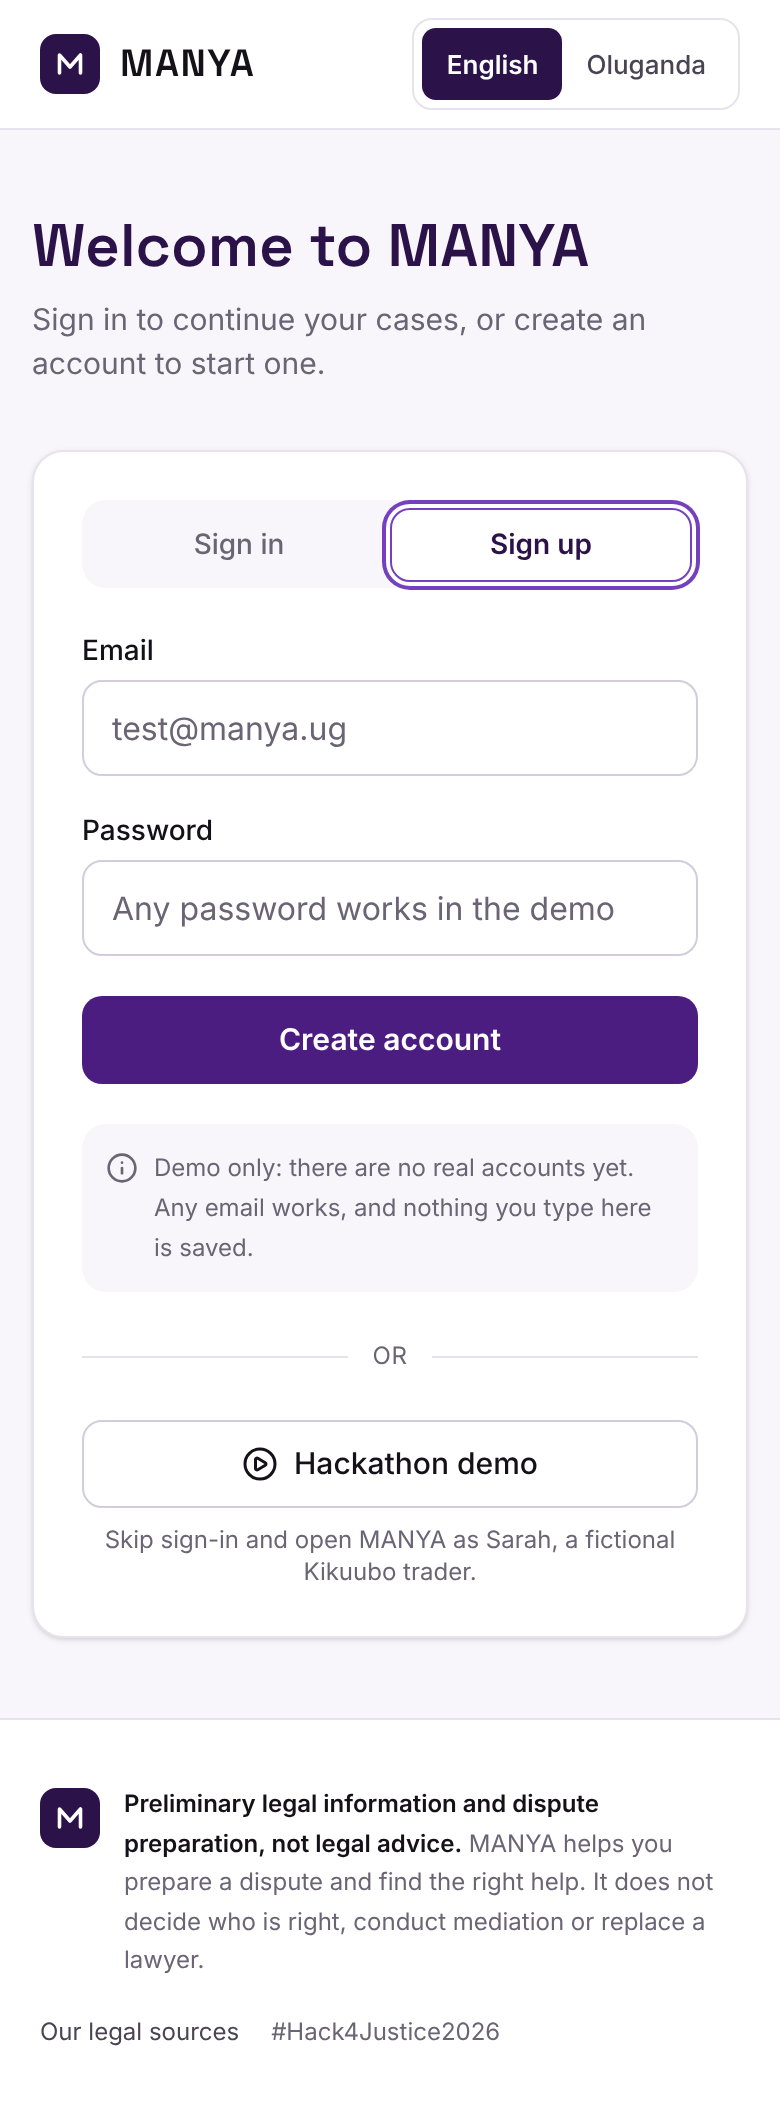 M MANYA
English Oluganda
Welcome to MANYA
Sign in to continue your cases, or create an
account to start one.
Sign in Sign up
Email
test@manya.ug
Password
Any password works in the demo
Create account
Demo only: there are no real accounts yet.
Any email works, and nothing you type here
is saved.
OR
Hackathon demo
Skip sign-in and open MANYA as Sarah, a fictional
Kikuubo trader.
M
Preliminary legal information and dispute
preparation, not legal advice. MANYA helps you
prepare a dispute and find the right help. It does not
decide who is right, conduct mediation or replace a
lawyer.
Our legal sources #Hack4Justice2026